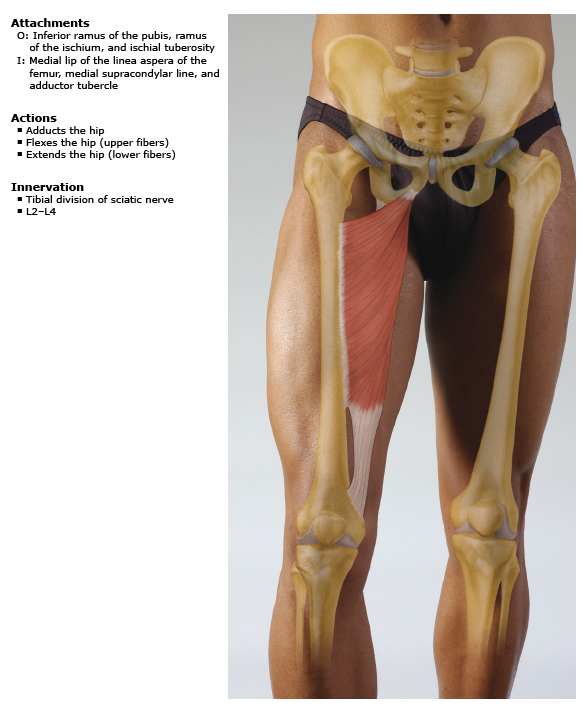 Attachments
O: Inferior ramus of the pubis, ramus
of the ischium, and ischial tuberosity
I: Medial lip of the linea aspera of the
femur, medial supracondylar line, and
adductor tubercle
Actions
▪ Adducts the hip
▪ Flexes the hip (upper fibers)
▪ Extends the hip (lower fibers)
Innervation
▪ Tibial division of sciatic nerve
▪ L2–L4